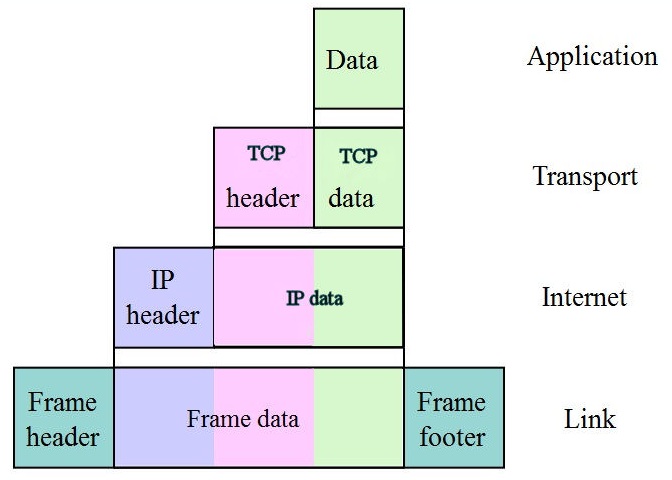 Data
Application
TCP
header
TCP
data
Transport
IP
header
IP data
Internet
Frame
header
Frame data
Frame
footer
Link